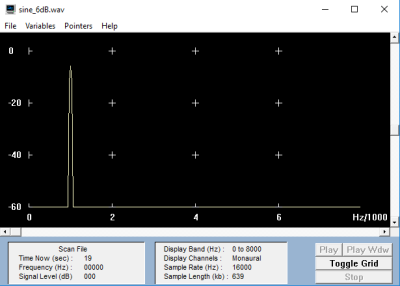 sine_6dB.wav
File Variables Pointers Help
0
-20
-40
-60
0 2 4 6 Hz/1000
Scan File
Time Now (sec) : 19
Frequency (Hz) : 00000
Signal Level (dB) 000
Display Band (Hz) : 0 to 8000
Display Channels : Monaural
Sample Rate (Hz) : 16000
Sample Length (kb) : 639
Play Play Wdw
Toggle Grid
Stop